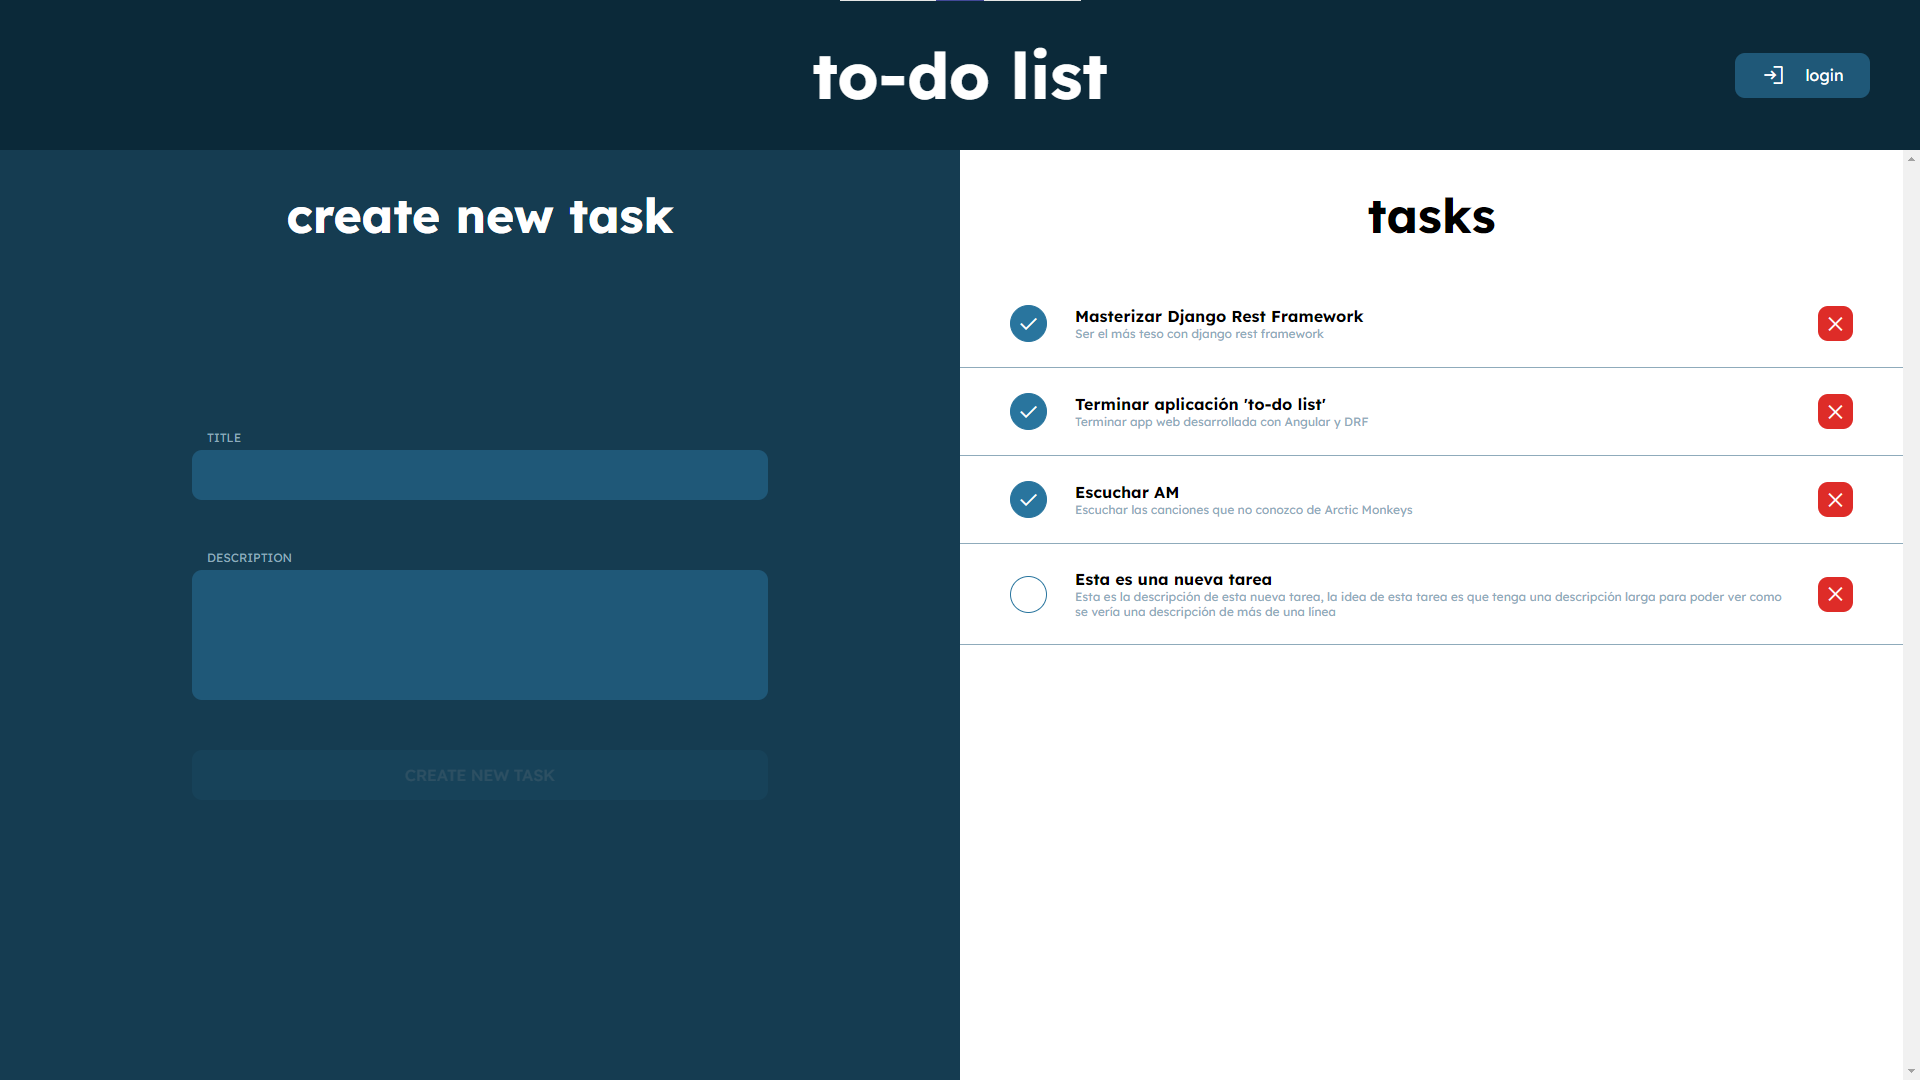 to-do list
login
create new task
TITLE
DESCRIPTION
CREATE NEW TASK
tasks
Masterizar Django Rest Framework
Ser el más teso con django rest framework
Terminar aplicación 'to-do list'
Terminar app web desarrollada con Angular y DRF
Escuchar AM
Escuchar las canciones que no conozco de Arctic Monkeys
Esta es una nueva tarea
Esta es la descripción de esta nueva tarea, la idea de esta tarea es que tenga una descripción larga para poder ver como
se vería una descripción de más de una línea